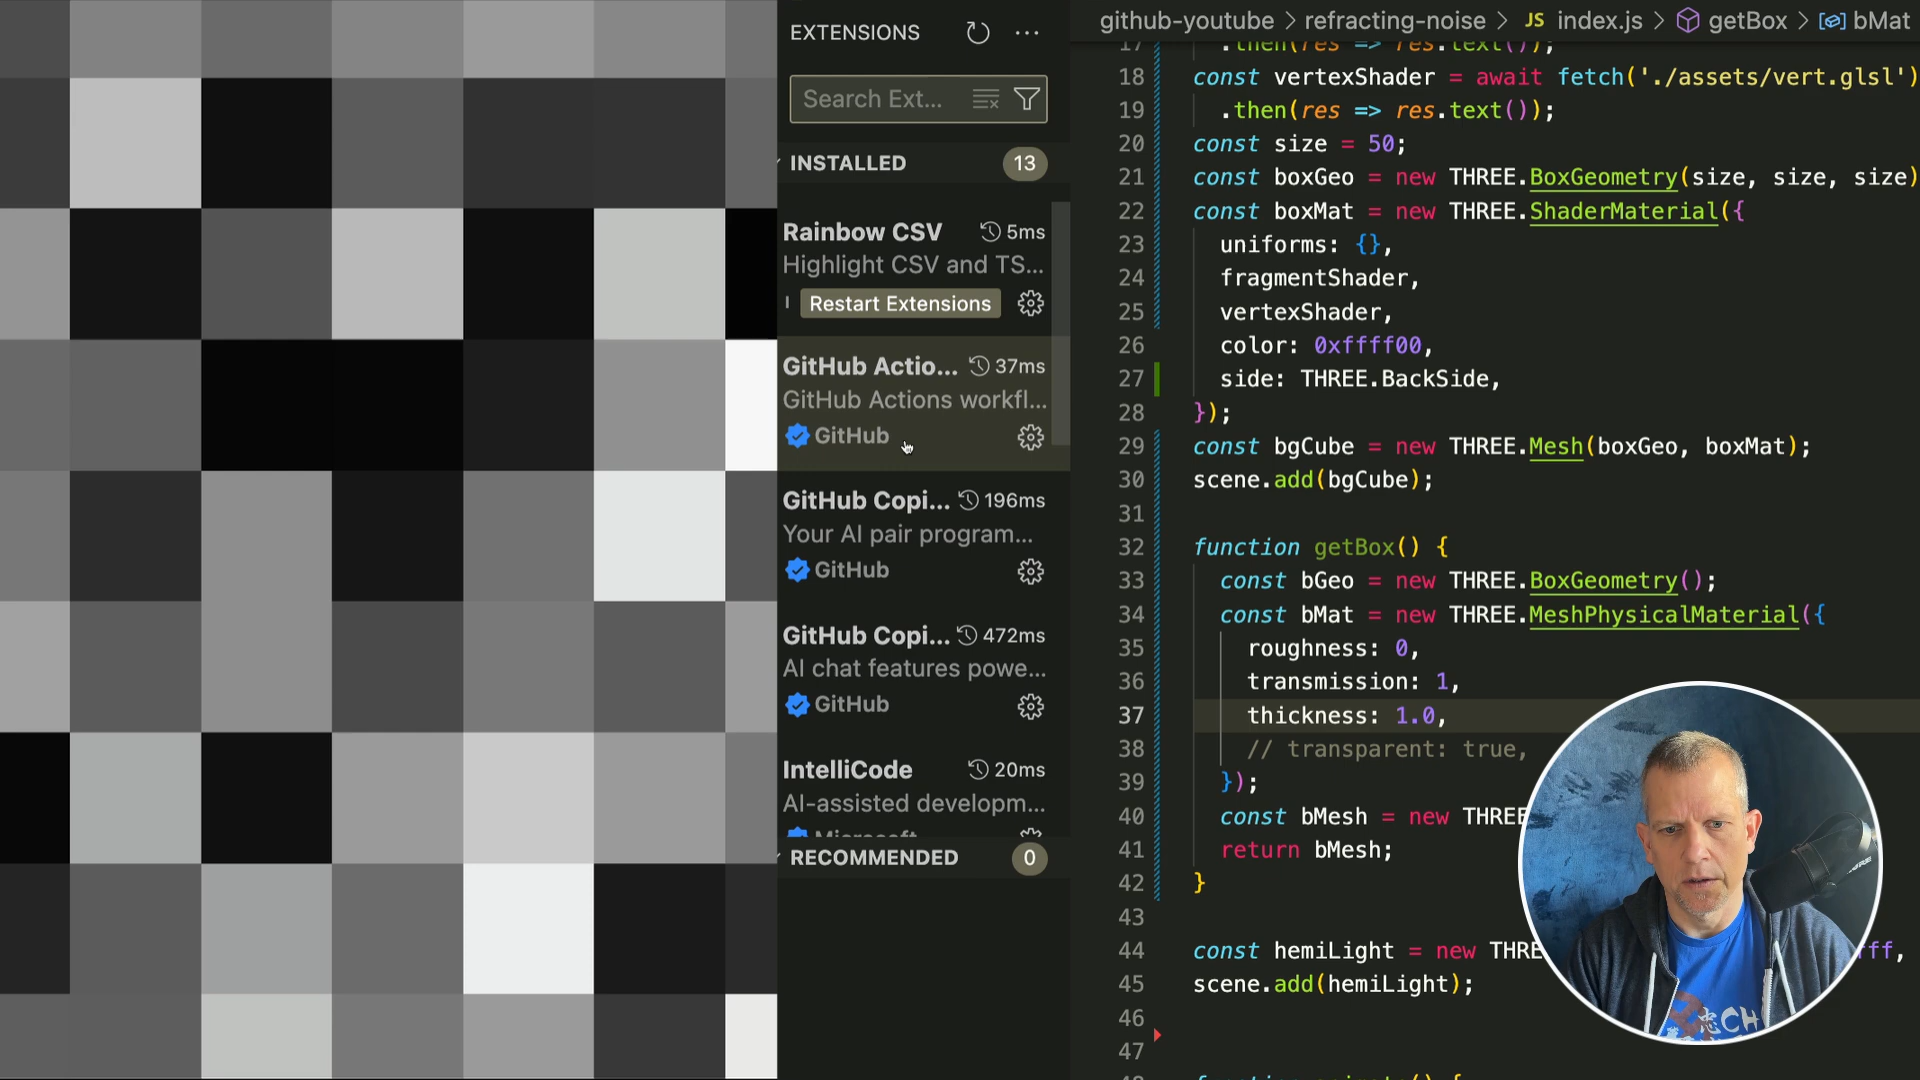 EXTENSIONS
Search Ext...
INSTALLED 13
Rainbow CSV 5ms
Highlight CSV and TS...
Restart Extensions
GitHub Actio... 37ms
GitHub Actions workfl...
GitHub
GitHub Copi... 196ms
Your AI pair program...
GitHub
GitHub Copi... 472ms
AI chat features powe...
GitHub
IntelliCode 20ms
AI-assisted developm...
Microsoft
RECOMMENDED 0
github-youtube > refracting-noise > JS index.js > getBox > bMat
17 .then(res => res.text());
18 const vertexShader = await fetch('./assets/vert.glsl')
19 .then(res => res.text());
20 const size = 50;
21 const boxGeo = new THREE.BoxGeometry(size, size, size)
22 const boxMat = new THREE.ShaderMaterial({
23 uniforms: {},
24 fragmentShader,
25 vertexShader,
26 color: 0xffff00,
27 side: THREE.BackSide,
28 });
29 const bgCube = new THREE.Mesh(boxGeo, boxMat);
30 scene.add(bgCube);
31
32 function getBox() {
33 const bGeo = new THREE.BoxGeometry();
34 const bMat = new THREE.MeshPhysicalMaterial({
35 roughness: 0,
36 transmission: 1,
37 thickness: 1.0,
38 // transparent: true,
39 });
40 const bMesh = new THREE
41 return bMesh;
42 }
43
44 const hemiLight = new THRE
45 scene.add(hemiLight);
46
47
忠 CH